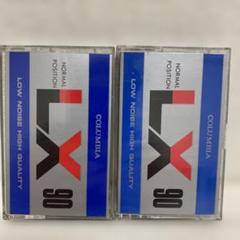 COLUMBIA
LX 90
NORMAL
POSITION
LOW NOISE HIGH QUALITY
COLUMBIA
LX 90
NORMAL
POSITION
LOW NOISE HIGH QUALITY